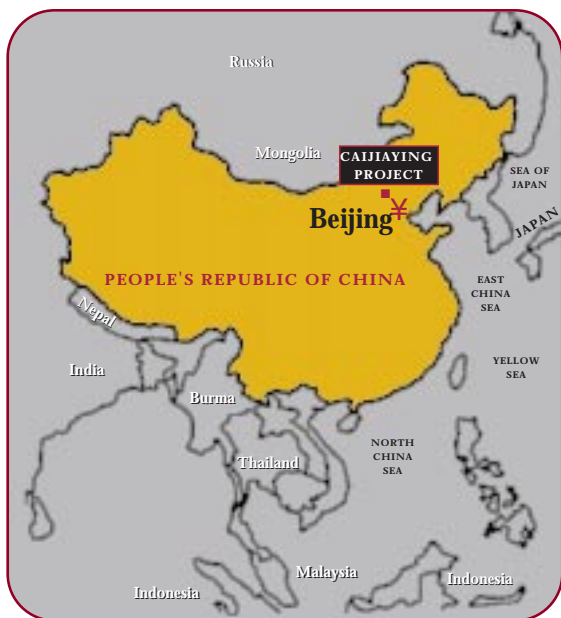 Russia
Mongolia
CAIJIAYING
PROJECT
SEA OF
JAPAN
JAPAN
Beijing
¥
PEOPLE'S REPUBLIC OF CHINA
EAST
CHINA
SEA
Nepal
India
YELLOW
SEA
Burma
NORTH
CHINA
SEA
Thailand
Malaysia
Indonesia
Indonesia